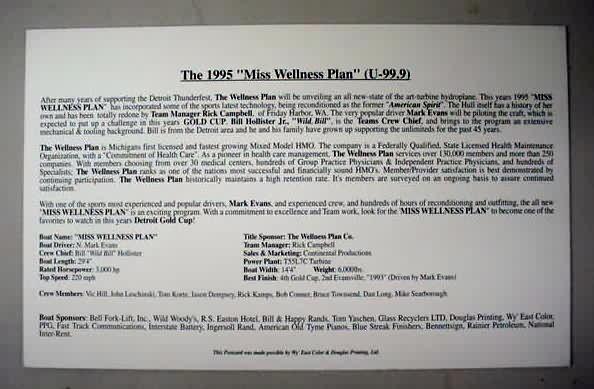 The 1995 "Miss Wellness Plan" (U-99.9)
After many years of supporting the Detroit Thunderfest, The Wellness Plan will be unveiling an all new-state of the art-turbine hydroplane. This years 1995 "MISS
WELLNESS PLAN" has incorporated some of the sports latest technology, being reconditioned as the former "American Spirit". The Hull itself has a history of her
own and has been totally redone by Team Manager Rick Campbell, of Friday Harbor, WA. The very popular driver Mark Evans will be piloting the craft, which is
expected to put up a challenge in this years GOLD CUP. Bill Hollister Jr., "Wild Bill", is the Teams Crew Chief, and brings to the program an extensive
mechanical & tooling background. Bill is from the Detroit area and he and his family have grown up supporting the unlimiteds for the past 45 years.
The Wellness Plan is Michigans first licensed and fastest growing Mixed Model HMO. The company is a Federally Qualified, State Licensed Health Maintenance
Organization, with a "Commitment of Health Care". As a pioneer in health care management, The Wellness Plan services over 130,000 members and more than 250
companies. With members choosing from over 30 medical centers, hundreds of Group Practice Physicians & Independent Practice Physicians, and hundreds of
Specialists; The Wellness Plan ranks as one of the nations most successful and financially sound HMO's. Member/Provider satisfaction is best demonstrated by
continuing participation. The Wellness Plan historically maintains a high retention rate. It's members are surveyed on an ongoing basis to assure continued
satisfaction.
With one of the sports most experienced and popular drivers, Mark Evans, and experienced crew, and hundreds of hours of reconditioning and outfitting, the all new
"MISS WELLNESS PLAN" is an exciting program. With a commitment to excellence and Team work, look for the "MISS WELLNESS PLAN" to become one of the
favorites to watch in this years Detroit Gold Cup!
Boat Name: "MISS WELLNESS PLAN"
Boat Driver: N. Mark Evans
Crew Chief: Bill "Wild Bill" Hollister
Boat Length: 29'4"
Rated Horsepower: 3,000 hp
Top Speed: 220 mph
Title Sponsor: The Wellness Plan Co.
Team Manager: Rick Campbell
Sales & Marketing: Continental Productions
Power Plant: T55L7C Turbine
Boat Width: 14'4" Weight: 6,000lbs.
Best Finish: 4th Gold Cup, 2nd Evansville, "1993" (Driven by Mark Evans)
Crew Members: Vic Hill, John Leschinski, Tom Korte, Jason Dempsey, Rick Kamps, Bob Comer, Bruce Townsend, Dan Long, Mike Scarborough
Boat Sponsors: Bell Fork-Lift, Inc., Wild Woody's, R.S. Easton Hotel, Bill & Happy Rands, Tom Yaschen, Glass Recyclers LTD, Douglas Printing, Wy' East Color,
PPG, Fast Track Communications, Interstate Battery, Ingersoll Rand, American Old Tyme Pianos, Blue Streak Finishers, Bennettsign, Rainier Petroleum, National
Inter-Rent.
This Postcard was made possible by Wy' East Color & Douglas Printing, Ltd.